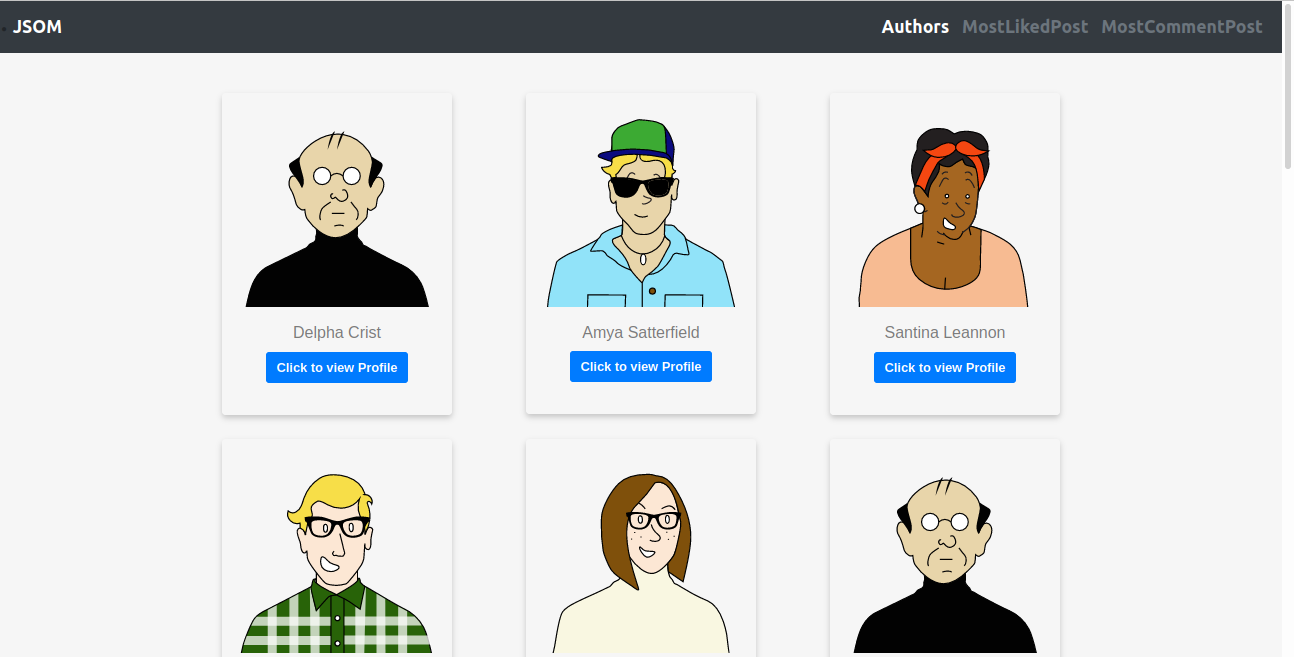 JSOM Authors MostLikedPost MostCommentPost
Delpha Crist Amya Satterfield Santina Leannon
Click to view Profile Click to view Profile Click to view Profile